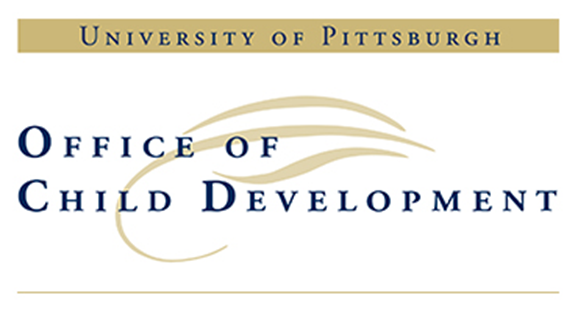 University of Pittsburgh
Office of
Child Development